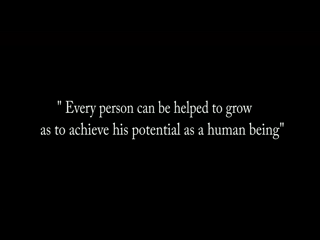 " Every person can be helped to grow
as to achieve his potential as a human being"